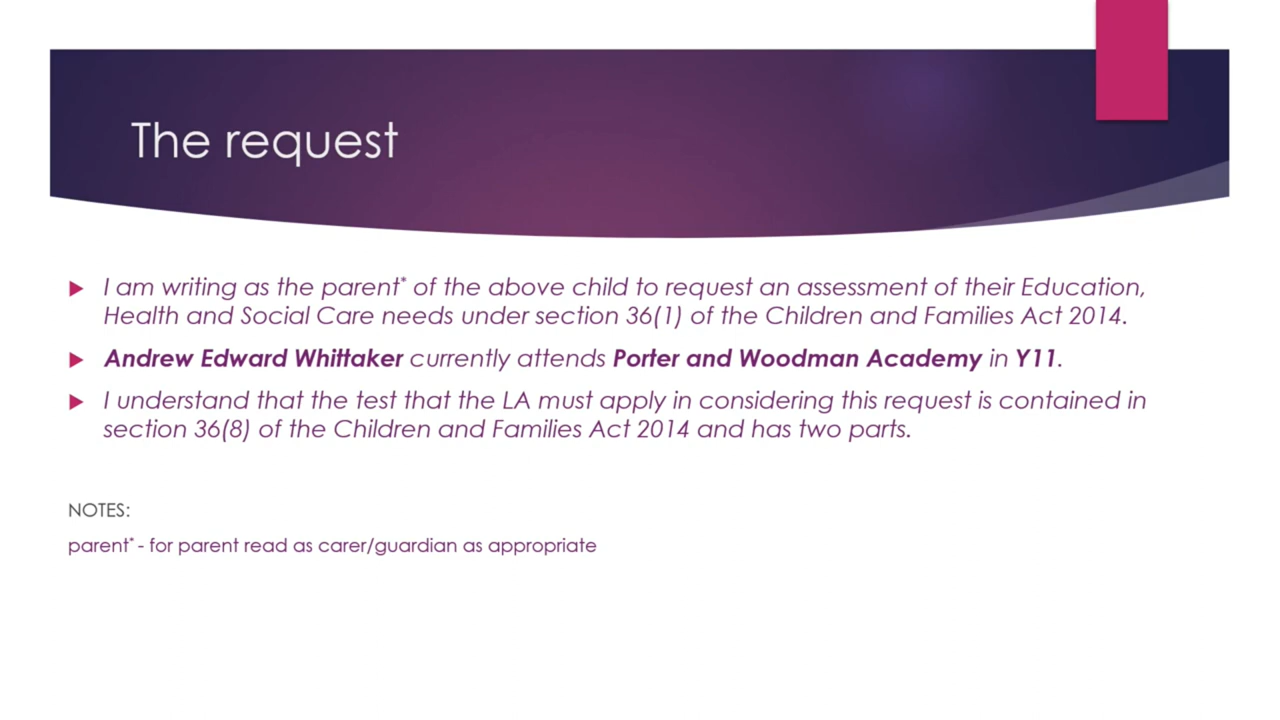 The request
I am writing as the parent* of the above child to request an assessment of their Education,
Health and Social Care needs under section 36(1) of the Children and Families Act 2014.
Andrew Edward Whittaker currently attends Porter and Woodman Academy in Y11.
I understand that the test that the LA must apply in considering this request is contained in
section 36(8) of the Children and Families Act 2014 and has two parts.
NOTES:
parent* - for parent read as carer/guardian as appropriate